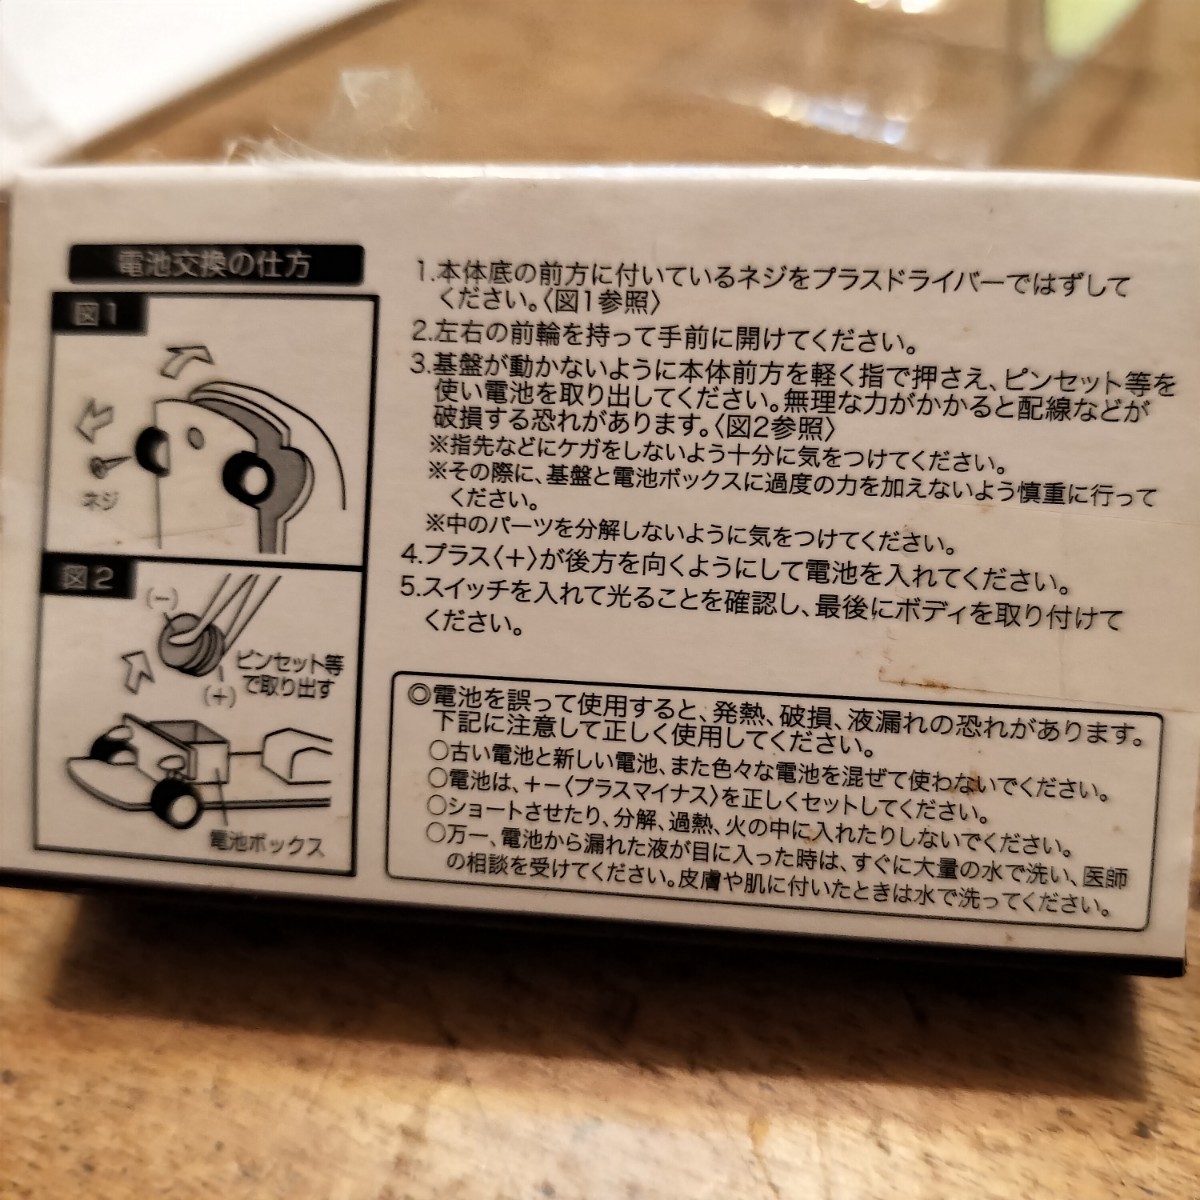 電池交換の仕方
図1
ネジ
図2
(−)
(+)
ピンセット等
で取り出す
電池ボックス
1.本体底の前方に付いているネジをプラスドライバーではずして
ください。〈図1参照〉
2.左右の前輪を持って手前に開けてください。
3.基盤が動かないように本体前方を軽く指で押さえ、ピンセット等を
使い電池を取り出してください。無理な力がかかると配線などが
破損する恐れがあります。〈図2参照〉
※指先などにケガをしないよう十分に気をつけてください。
※その際に、基盤と電池ボックスに過度の力を加えないよう慎重に行って
ください。
※中のパーツを分解しないように気をつけてください。
4.プラス〈+〉が後方を向くようにして電池を入れてください。
5.スイッチを入れて光ることを確認し、最後にボディを取り付けて
ください。
◎電池を誤って使用すると、発熱、破損、液漏れの恐れがあります。
下記に注意して正しく使用してください。
○古い電池と新しい電池、また色々な電池を混ぜて使わないでください。
○電池は、+−〈プラスマイナス〉を正しくセットしてください。
○ショートさせたり、分解、過熱、火の中に入れたりしないでください。
○万一、電池から漏れた液が目に入った時は、すぐに大量の水で洗い、医師
の相談を受けてください。皮膚や肌に付いたときは水で洗ってください。